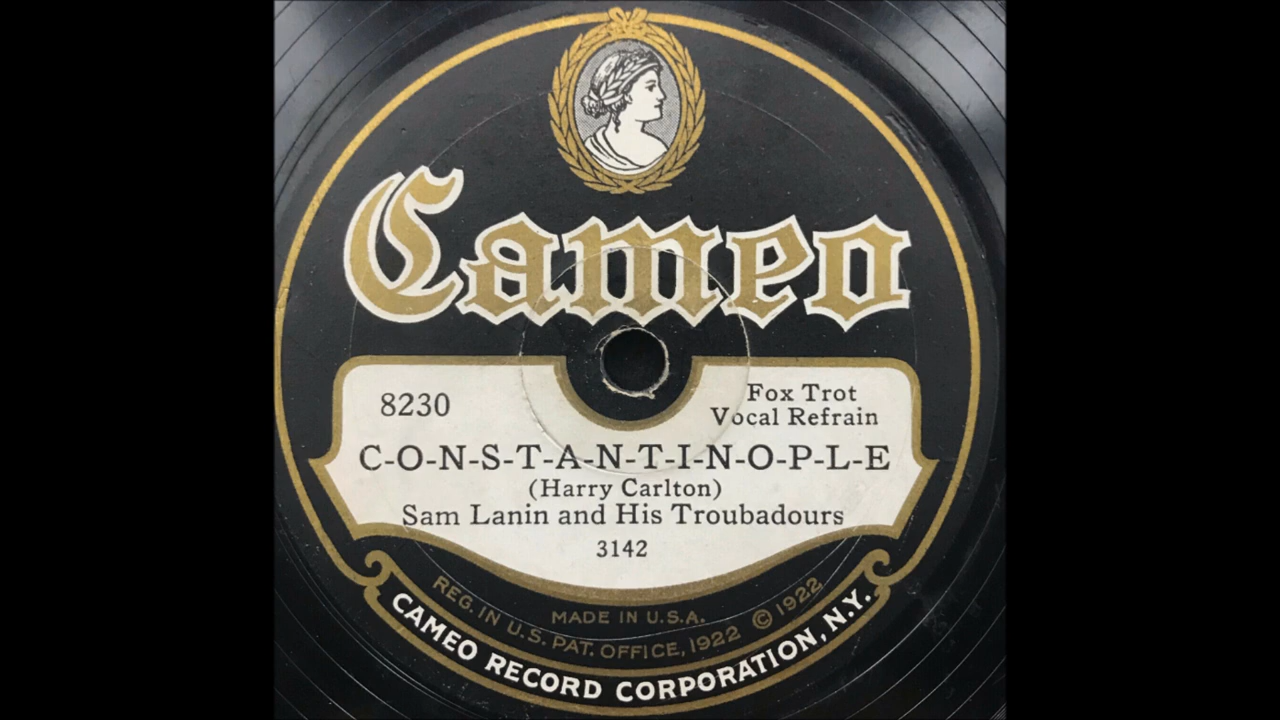 Cameo
8230
Fox Trot
Vocal Refrain
C-O-N-S-T-A-N-T-I-N-O-P-L-E
(Harry Carlton)
Sam Lanin and His Troubadours
3142
MADE IN U.S.A.
REG. IN U.S. PAT. OFFICE, 1922 © 1922
CAMEO RECORD CORPORATION, N.Y.